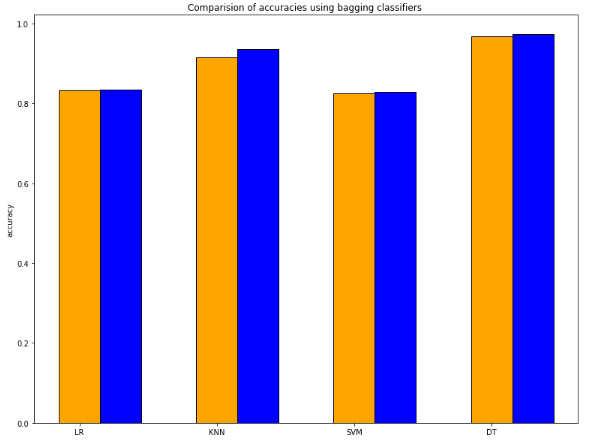 Comparision of accuracies using bagging classifiers
1.0
0.8
0.6
0.4
0.2
0.0
accuracy
LR KNN SVM DT